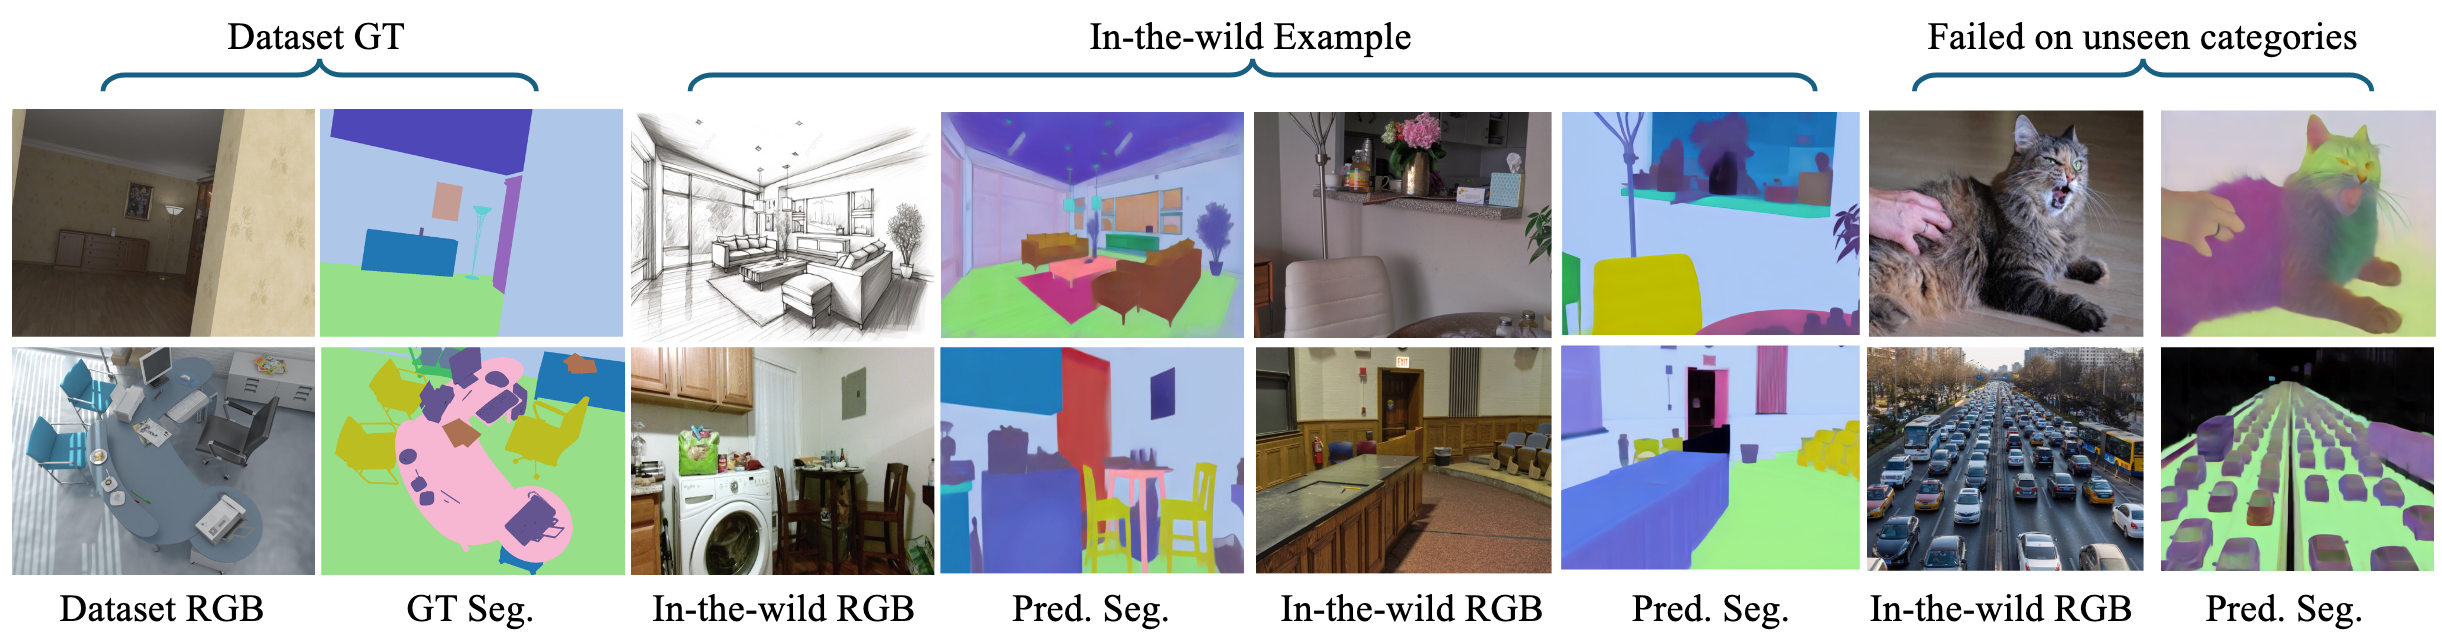 Dataset GT
In-the-wild Example
Failed on unseen categories
EXIT
Dataset RGB
GT Seg.
In-the-wild RGB
Pred. Seg.
In-the-wild RGB
Pred. Seg.
In-the-wild RGB
Pred. Seg.